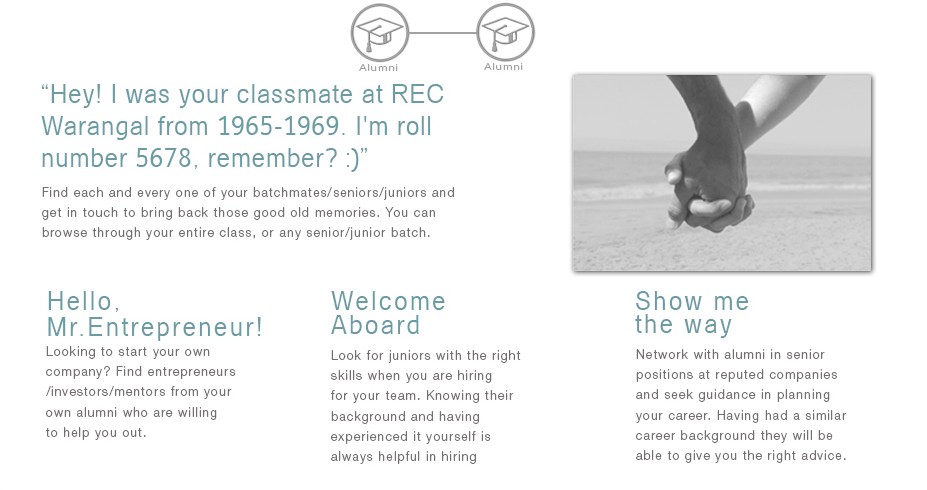 Alumni
Alumni
“Hey! I was your classmate at REC
Warangal from 1965-1969. I'm roll
number 5678, remember? :)”
Find each and every one of your batchmates/seniors/juniors and
get in touch to bring back those good old memories. You can
browse through your entire class, or any senior/junior batch.
Hello,
Mr.Entrepreneur!
Looking to start your own
company? Find entrepreneurs
/investors/mentors from your
own alumni who are willing
to help you out.
Welcome
Aboard
Look for juniors with the right
skills when you are hiring
for your team. Knowing their
background and having
experienced it yourself is
always helpful in hiring
Show me
the way
Network with alumni in senior
positions at reputed companies
and seek guidance in planning
your career. Having had a similar
career background they will be
able to give you the right advice.